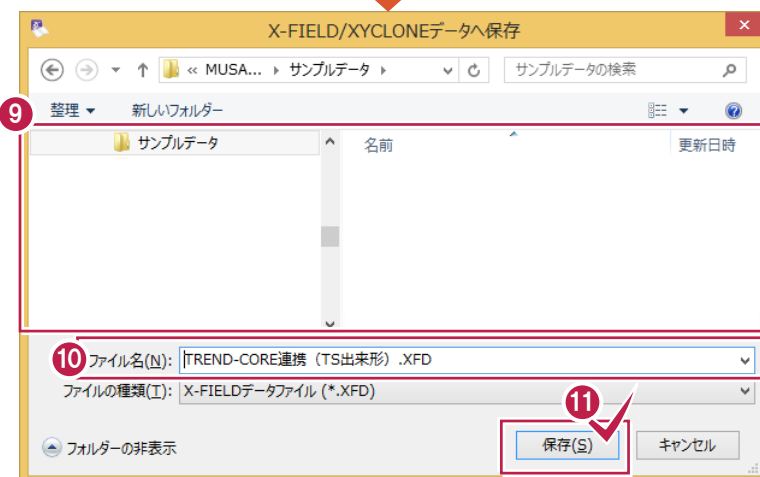 X-FIELD/XYCLONEデータへ保存
« MUSA... サンプルデータ サンプルデータの検索
整理 新しいフォルダー
9
サンプルデータ 名前 更新日時
10 ファイル名(N): TREND-CORE連携（TS出来形）.XFD
ファイルの種類(T): X-FIELDデータファイル (*.XFD)
11
フォルダーの非表示 保存(S) キャンセル